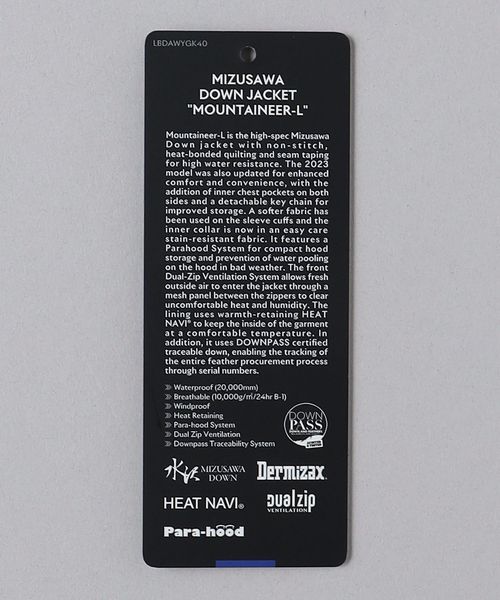 LBDAWYGK40
MIZUSAWA
DOWN JACKET
"MOUNTAINEER-L"
Mountaineer-L is the high-spec Mizusawa
Down jacket with non-stitch,
heat-bonded quilting and seam taping
for high water resistance. The 2023
model was also updated for enhanced
comfort and convenience, with the
addition of inner chest pockets on both
sides and a detachable key chain for
improved storage. A softer fabric has
been used on the sleeve cuffs and the
inner collar is now in an easy care
stain-resistant fabric. It features a
Parahood System for compact hood
storage and prevention of water pooling
on the hood in bad weather. The front
Dual-Zip Ventilation System allows fresh
outside air to enter the jacket through a
mesh panel between the zippers to clear
uncomfortable heat and humidity. The
lining uses warmth-retaining HEAT
NAVI® to keep the inside of the garment
at a comfortable temperature. In
addition, it uses DOWNPASS certified
traceable down, enabling the tracking of
the entire feather procurement process
through serial numbers.
Waterproof (20,000mm)
Breathable (10,000g/㎡/24hr B-1)
Windproof
Heat Retaining
Para-hood System
Dual Zip Ventilation
Downpass Traceability System
DOWN
PASS
MIZUSAWA
DOWN
Dermizax®
HEAT NAVI®
dualzip
VENTILATION
Para-hood